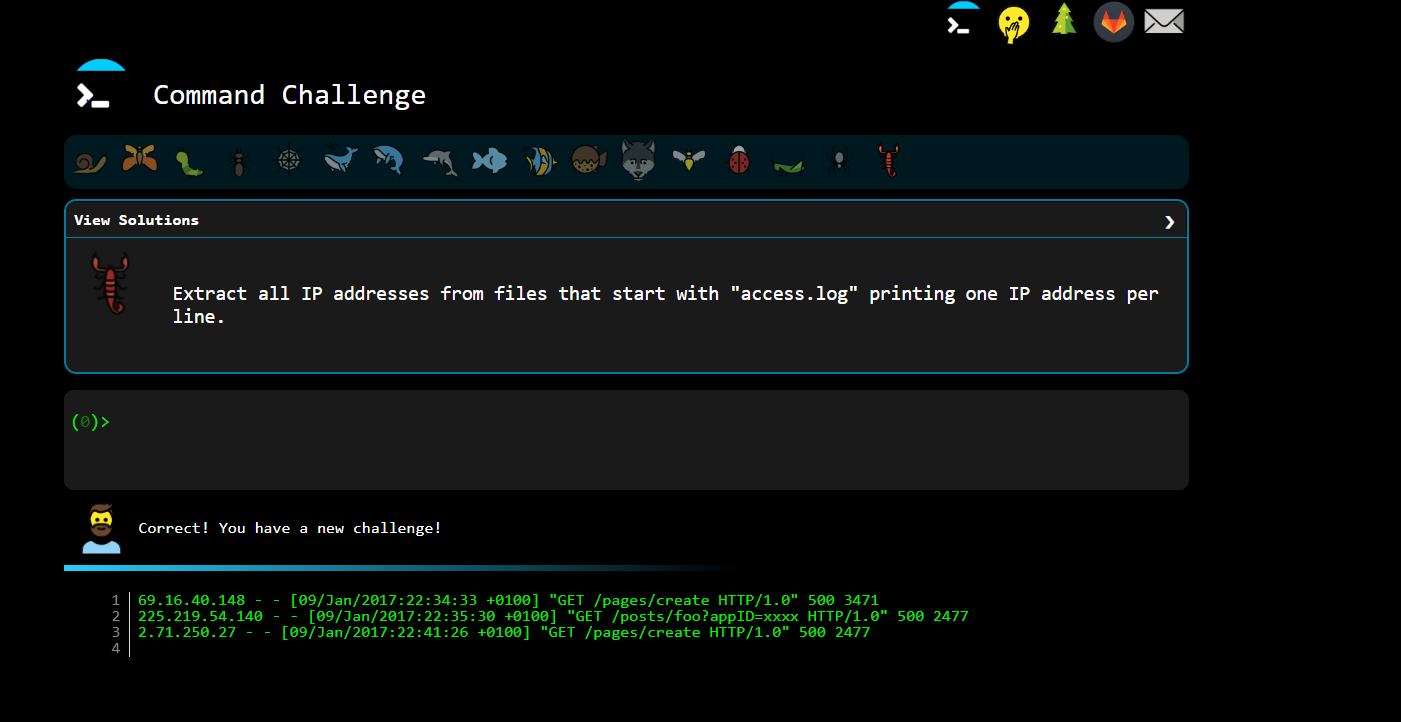 Command Challenge
View Solutions
Extract all IP addresses from files that start with "access.log" printing one IP address per
line.
(0)>
Correct! You have a new challenge!
1 69.16.40.148 - - [09/Jan/2017:22:34:33 +0100] "GET /pages/create HTTP/1.0" 500 3471
2 225.219.54.140 - - [09/Jan/2017:22:35:30 +0100] "GET /posts/foo?appID=xxxx HTTP/1.0" 500 2477
3 2.71.250.27 - - [09/Jan/2017:22:41:26 +0100] "GET /pages/create HTTP/1.0" 500 2477
4